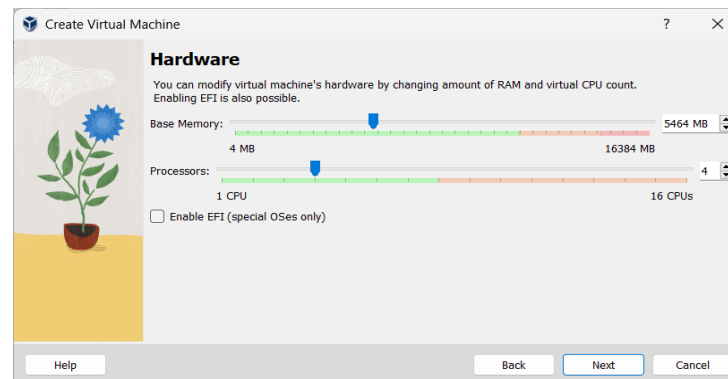 Create Virtual Machine
?
Hardware
You can modify virtual machine's hardware by changing amount of RAM and virtual CPU count.
Enabling EFI is also possible.
Base Memory: 5464 MB
4 MB 16384 MB
Processors: 4
1 CPU 16 CPUs
Enable EFI (special OSes only)
Help Back Next Cancel